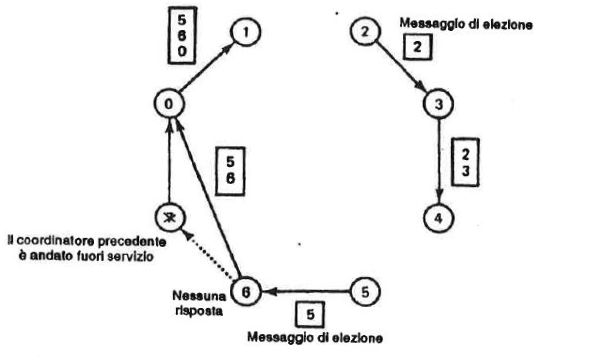 5
6
0
1
2
Messaggio di elezione
2
0
3
5
6
2
3
4
7
Il coordinatore precedente
è andato fuori servizio
6
5
Nessuna
risposta
5
Messaggio di elezione